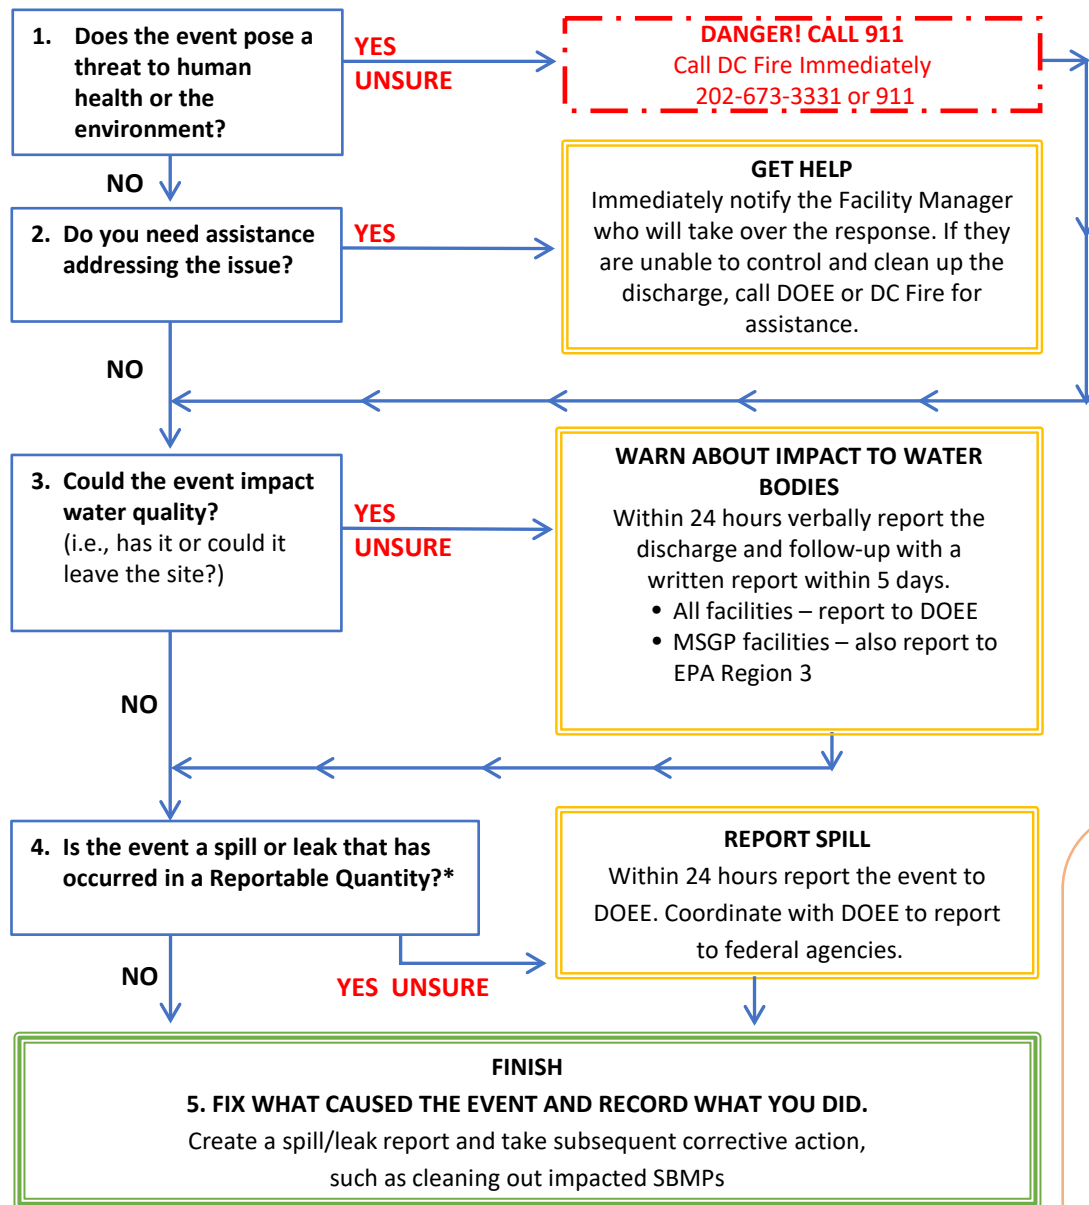 1. Does the event pose a
threat to human
health or the
environment?
YES
UNSURE
DANGER! CALL 911
Call DC Fire Immediately
202-673-3331 or 911
NO
2. Do you need assistance
addressing the issue?
YES
GET HELP
Immediately notify the Facility Manager
who will take over the response. If they
are unable to control and clean up the
discharge, call DOEE or DC Fire for
assistance.
NO
3. Could the event impact
water quality?
(i.e., has it or could it
leave the site?)
YES
UNSURE
WARN ABOUT IMPACT TO WATER
BODIES
Within 24 hours verbally report the
discharge and follow-up with a
written report within 5 days.
• All facilities – report to DOEE
• MSGP facilities – also report to
EPA Region 3
NO
4. Is the event a spill or leak that has
occurred in a Reportable Quantity?*
REPORT SPILL
Within 24 hours report the event to
DOEE. Coordinate with DOEE to report
to federal agencies.
NO
YES UNSURE
FINISH
5. FIX WHAT CAUSED THE EVENT AND RECORD WHAT YOU DID.
Create a spill/leak report and take subsequent corrective action,
such as cleaning out impacted SBMPs